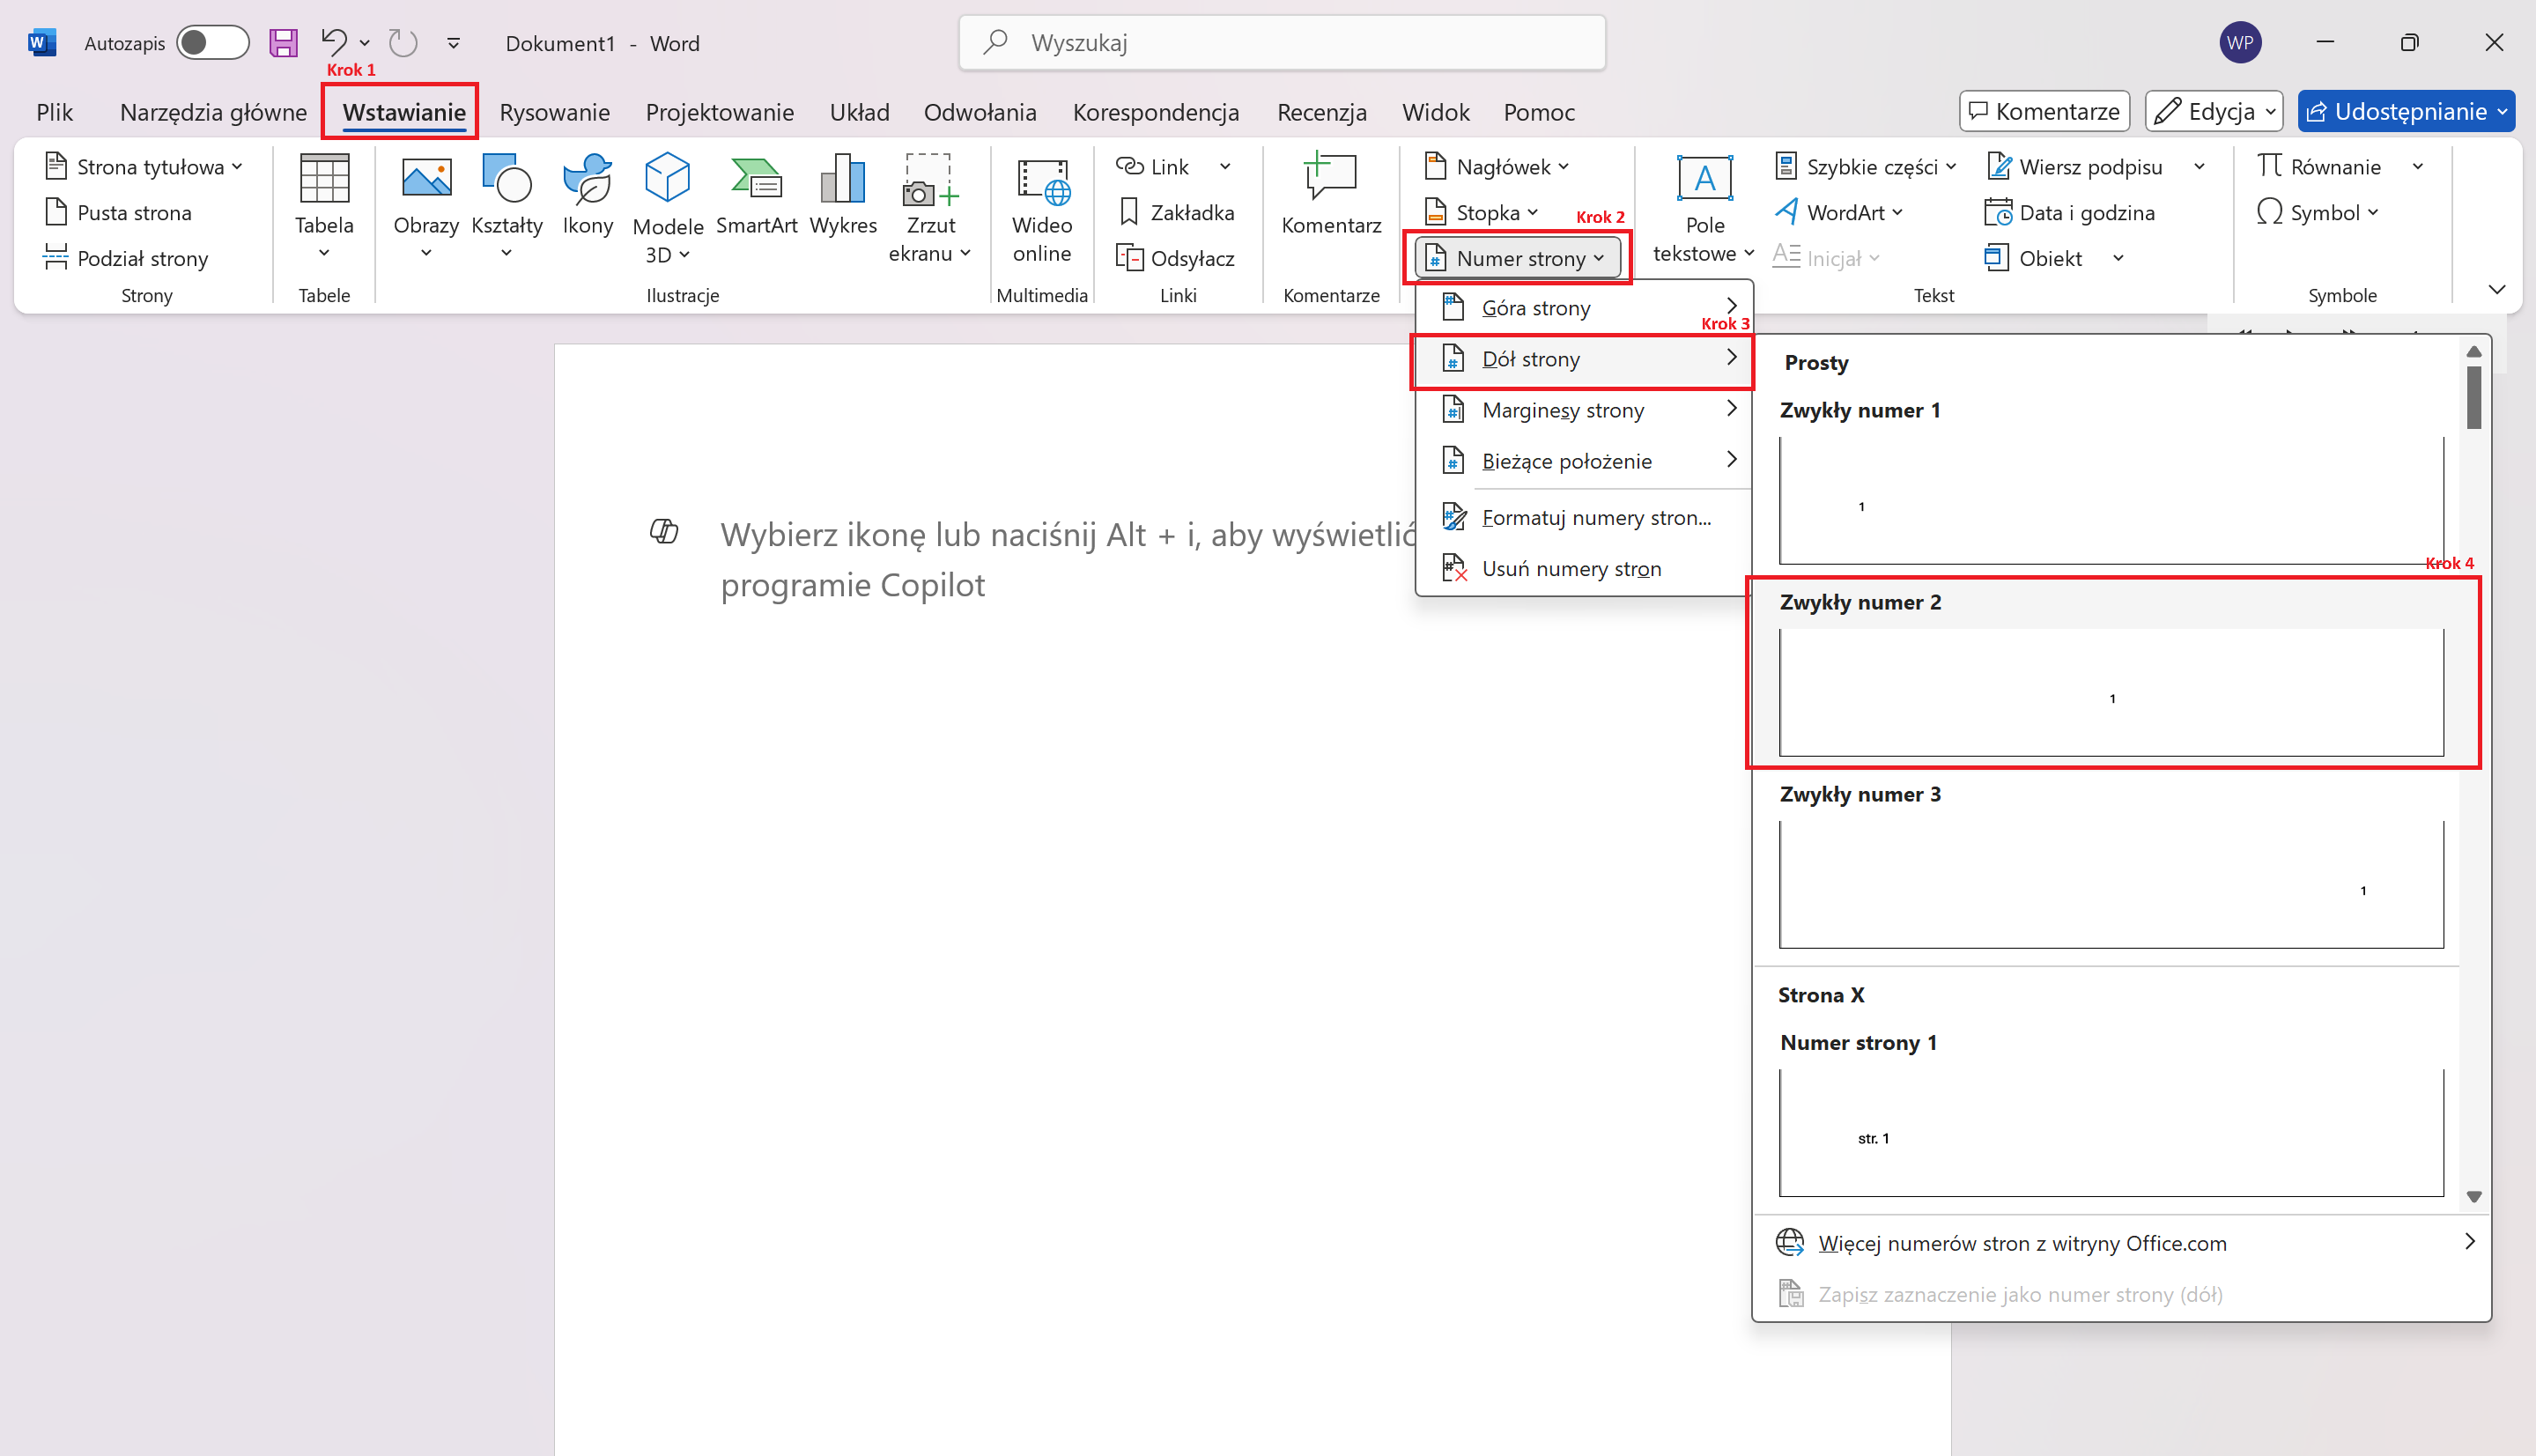 Autozapis
Dokument1 - Word
Wyszukaj
WP
Krok 1
Plik
Narzędzia główne
Wstawianie
Rysowanie
Projektowanie
Układ
Odwołania
Korespondencja
Recenzja
Widok
Pomoc
Komentarze
Edycja
Udostępnianie
Strona tytułowa
Pusta strona
Podział strony
Strony
Tabela
Tabele
Obrazy
Kształty
Ikony
Modele
3D
SmartArt
Wykres
Zrzut
ekranu
Ilustracje
Wideo
online
Multimedia
Link
Zakładka
Odsyłacz
Linki
Komentarz
Komentarze
Nagłówek
Stopka
Krok 2
Numer strony
Pole
tekstowe
Szybkie części
WordArt
Inicjał
Wiersz podpisu
Data i godzina
Obiekt
Tekst
Równanie
Symbol
Symbole
Góra strony
Krok 3
Dół strony
Marginesy strony
Bieżące położenie
Formatuj numery stron...
Usuń numery stron
Wybierz ikonę lub naciśnij Alt + i, aby wyświetlić
programie Copilot
Prosty
Zwykły numer 1
1
Krok 4
Zwykły numer 2
1
Zwykły numer 3
1
Strona X
Numer strony 1
str. 1
Więcej numerów stron z witryny Office.com
Zapisz zaznaczenie jako numer strony (dół)